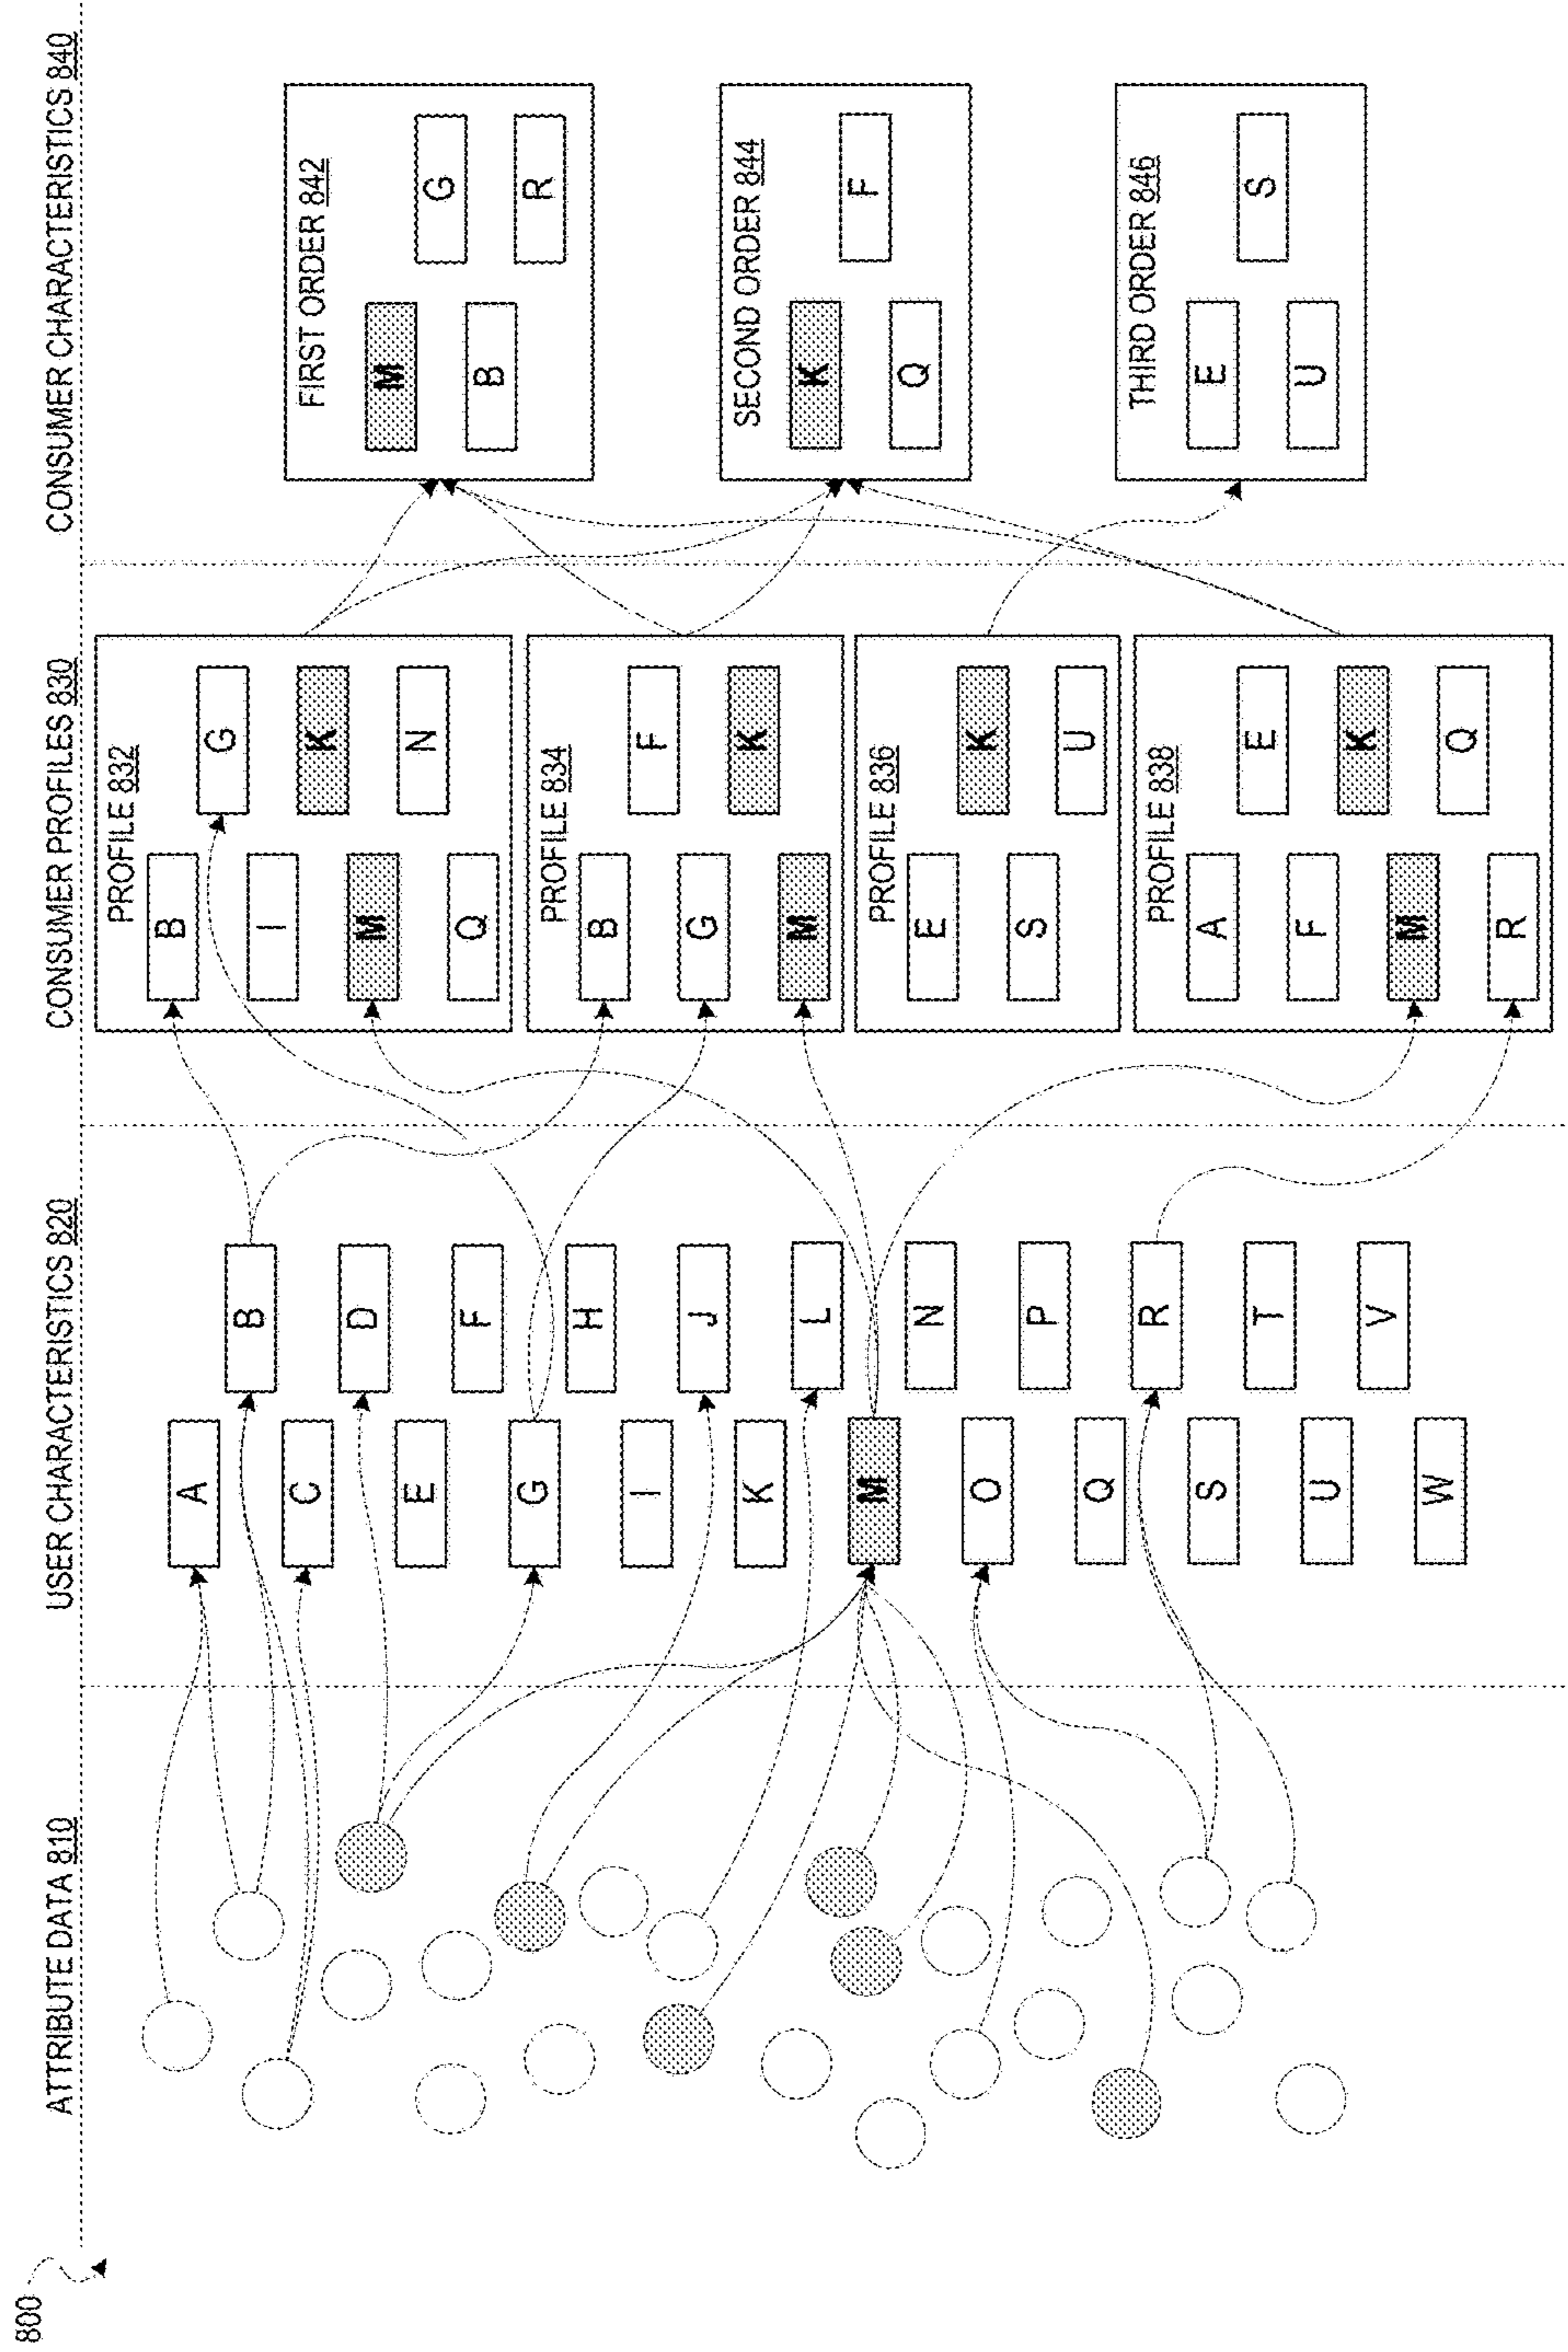 800
ATTRIBUTE DATA 810
USER CHARACTERISTICS 820
CONSUMER PROFILES 830
CONSUMER CHARACTERISTICS 840
A
B
C
D
E
F
G
H
I
J
K
L
M
N
O
P
Q
R
S
T
U
V
W
PROFILE 832
B
G
I
K
M
N
Q
PROFILE 834
B
F
G
K
M
PROFILE 836
E
K
S
U
PROFILE 838
A
E
F
K
M
Q
R
FIRST ORDER 842
M
G
B
R
SECOND ORDER 844
K
F
Q
THIRD ORDER 846
E
S
U